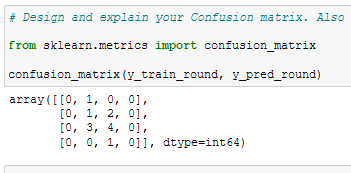 # Design and explain your Confusion matrix. Also
from sklearn.metrics import confusion_matrix
confusion_matrix(y_train_round, y_pred_round)
array([[0, 1, 0, 0],
[0, 1, 2, 0],
[0, 3, 4, 0],
[0, 0, 1, 0]], dtype=int64)